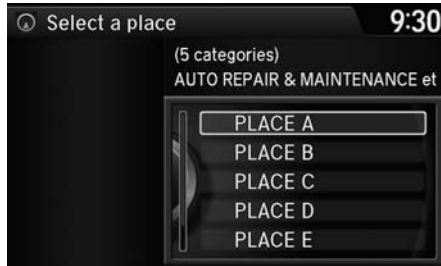 Select a place
9:30
(5 categories)
AUTO REPAIR & MAINTENANCE et
PLACE A
PLACE B
PLACE C
PLACE D
PLACE E